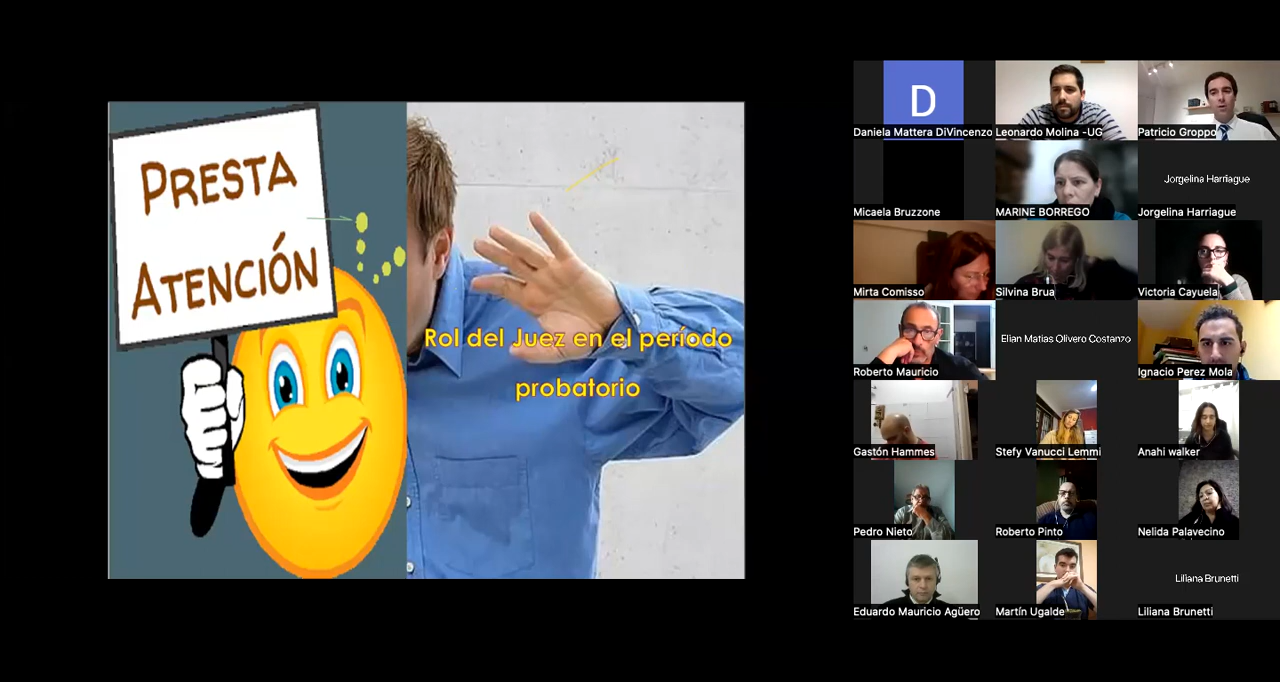 PRESTA
ATENCIÓN
Rol del Juez en el período
probatorio
D
Daniela Mattera DiVincenzo
Leonardo Molina -UG
Patricio Groppo
Micaela Bruzzone
MARINE BORREGO
Jorgelina Harriague
Jorgelina Harriague
Mirta Comisso
Silvina Brua
Victoria Cayuela
Roberto Mauricio
Elian Matias Olivero Costanzo
Ignacio Perez Mola
Gastón Hammes
Stefy Vanucci Lemmi
Anahi walker
Pedro Nieto
Roberto Pinto
Nelida Palavecino
Eduardo Mauricio Agüero
Martín Ugalde
Liliana Brunetti
Liliana Brunetti